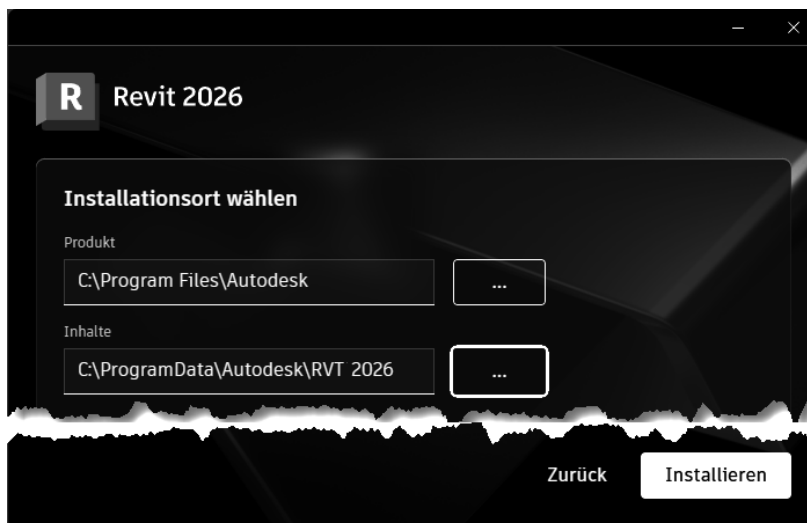 R Revit 2026
Installationsort wählen
Produkt
C:\Program Files\Autodesk ...
Inhalte
C:\ProgramData\Autodesk\RVT 2026 ...
Zurück Installieren